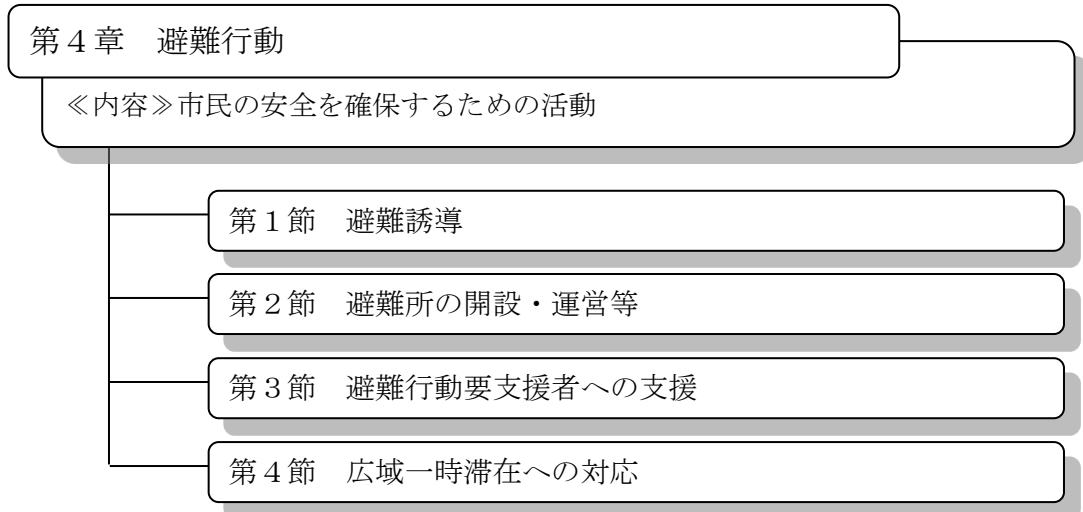 第４章　避難行動
≪内容≫市民の安全を確保するための活動
第１節　避難誘導
第２節　避難所の開設・運営等
第３節　避難行動要支援者への支援
第４節　広域一時滞在への対応